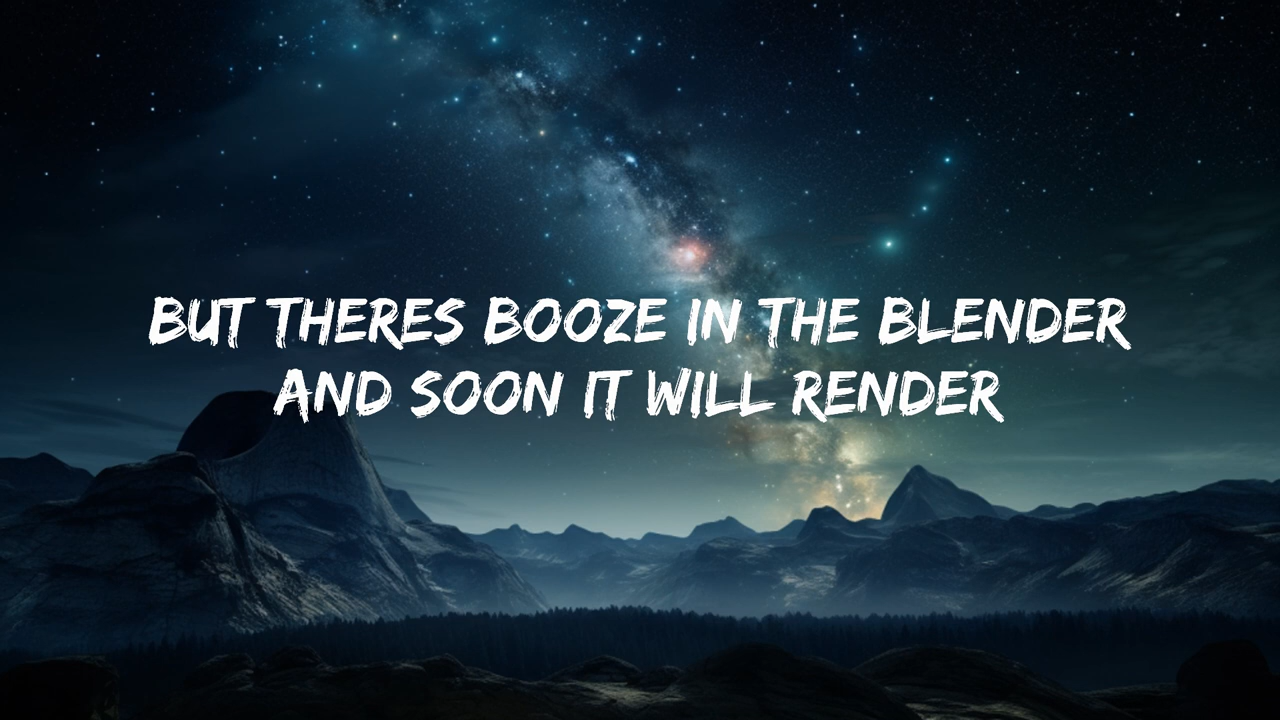 BUT THERES BOOZE IN THE BLENDER
AND SOON IT WILL RENDER